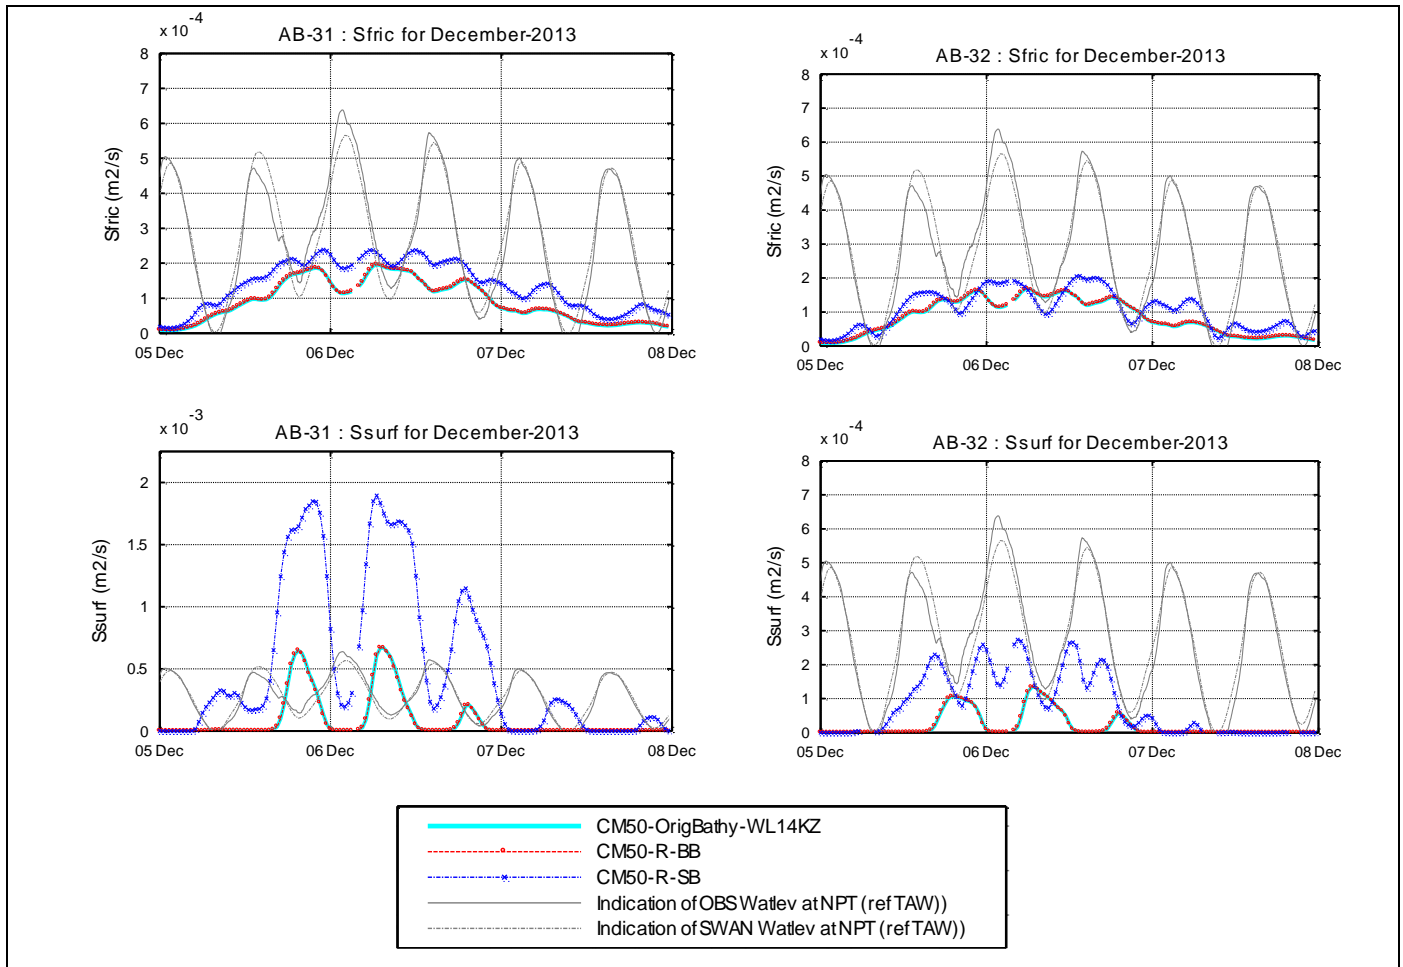 x 10 -4
AB-31 : Sfric for December-2013
8
7
6
5
4
3
2
1
0
Sfric (m2/s)
05 Dec
06 Dec
07 Dec
08 Dec
x 10 -4
AB-32 : Sfric for December-2013
8
7
6
5
4
3
2
1
0
Sfric (m2/s)
05 Dec
06 Dec
07 Dec
08 Dec
x 10 -3
AB-31 : Ssurf for December-2013
2
1.5
1
0.5
0
Ssurf (m2/s)
05 Dec
06 Dec
07 Dec
08 Dec
x 10 -4
AB-32 : Ssurf for December-2013
8
7
6
5
4
3
2
1
0
Ssurf (m2/s)
05 Dec
06 Dec
07 Dec
08 Dec
CM50-OrigBathy-WL14KZ
CM50-R-BB
CM50-R-SB
Indication of OBS Watlev at NPT (ref TAW))
Indication of SWAN Watlev at NPT (ref TAW))